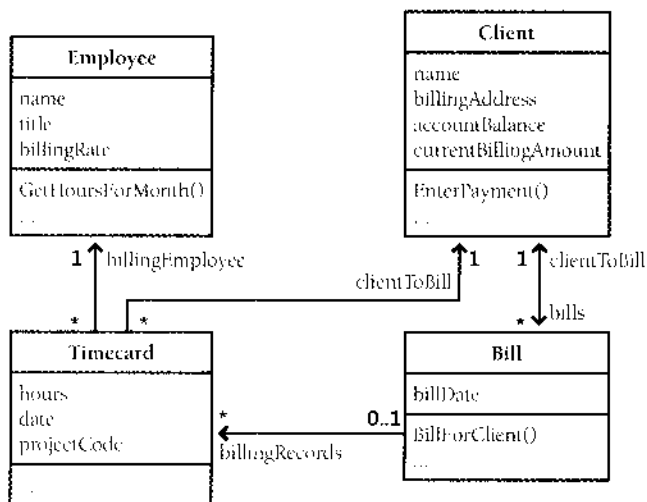 Employee
name
title
billingRate
GetHoursForMonth()
...
Client
name
billingAddress
accountBalance
currentBillingAmount
EnterPayment()
...
1 billingEmployee
clientToBill
1
1 clientToBill
* *
* bills
Timecard
hours
date
projectCode
...
Bill
billDate
BillForClient()
...
* 0..1
billingRecords